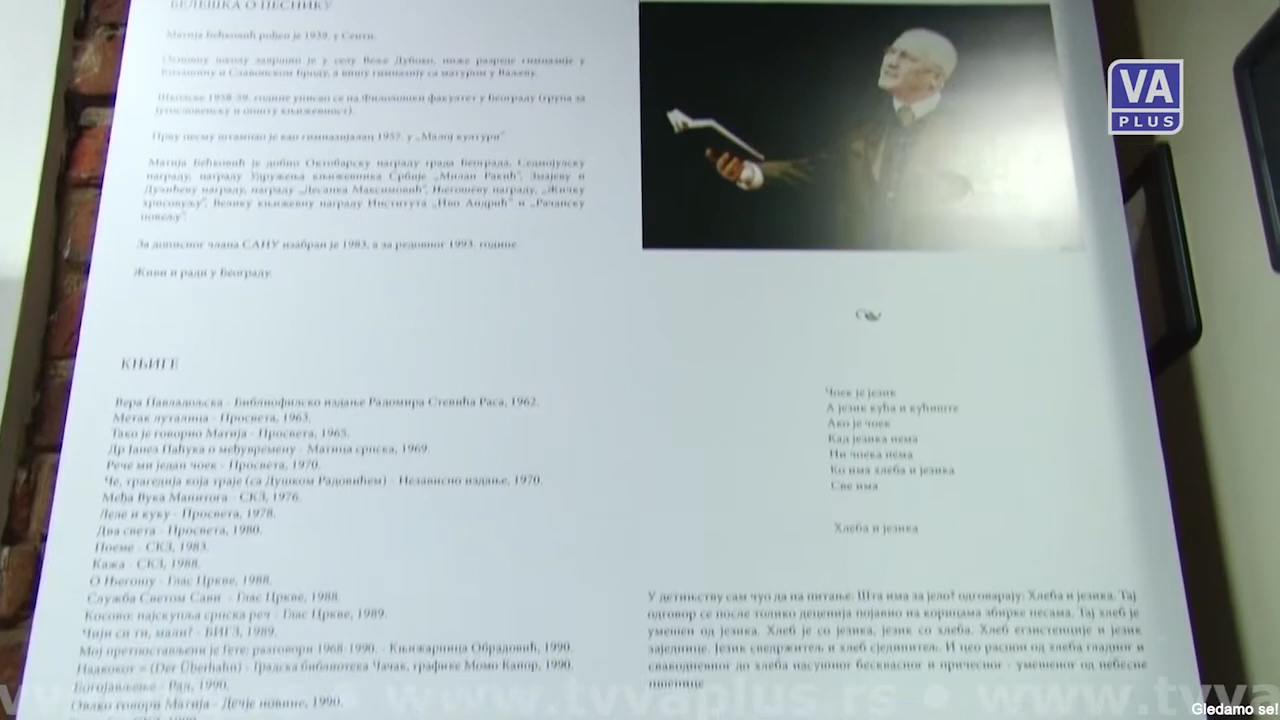 БЕЛЕШКА О ПЕСНИКУ
Матија Бећковић рођен је 1939. у Сенти.
Основну школу завршио је у селу Веље Дубоко, ниже разреде гимназије у
Колашину и Славонском Броду, а вишу гимназију са матуром у Ваљеву.
Школске 1958-59. године уписао се на Филолошки факултет у Београду (група за
југословенску и општу књижевност).
Прву песму штампао је као гимназијалац 1957. у „Младој култури"
Матија Бећковић је добио Октобарску награду града Београда, Седмојулску
награду, награду Удружења књижевника Србије „Милан Ракић", Змајеву и
Дучићеву награду, награду „Десанка Максимовић", Његошеву награду, „Жичку
хрисовуљу", Велику књижевну награду Института „Иво Андрић" и „Рачанску
повељу".
За дописног члана САНУ изабран је 1983, а за редовног 1993. године.
Живи и ради у Београду.
КЊИГЕ
Вера Павладољска - Библиофилско издање Радомира Стевића Раса, 1962.
Метак луталица - Просвета, 1963.
Тако је говорио Матија - Просвета, 1965.
Др Јанез Паћука о међувремену - Матица српска, 1969.
Рече ми један чоек - Просвета, 1970.
Че, трагедија која траје (са Душком Радовићем) - Независно издање, 1970.
Међа Вука Манитога - СКЗ, 1976.
Леле и куку - Просвета, 1978.
Два света - Просвета, 1980.
Поеме - СКЗ, 1983.
Кажа - СКЗ, 1988.
О Његошу - Глас Цркве, 1988.
Служба Светом Сави - Глас Цркве, 1988.
Косово: најскупља српска реч - Глас Цркве, 1989.
Чији си ти, мали? - БИГЗ, 1989.
Мој претпостављени је Гете: разговори 1968-1990. - Књижарница Обрадовић, 1990.
Надкокот = (Der Überhahn) - Градска библиотека Чачак, графике Момо Капор, 1990.
Богојављење - Рад, 1990.
Овако говори Матија - Дечје новине, 1990.
Чоек је језик
А језик кућа и кућиште
Ако је чоек
Кад језика нема
Ни чоека нема
Ко има хлеба и језика
Све има
Хлеба и језика
У детињству сам чуо да на питање: Шта има за јело? одговарају: Хлеба и језика. Тај
одговор се после толико деценија појавио на корицама збирке песама. Тај хлеб је
умешен од језика. Хлеб је со језика, језик со хлеба. Хлеб егзистенције и језик
заједнице. Језик сведржитељ и хлеб сјединитељ. И цео распон од хлеба гладног и
свакодневног до хлеба насушног бесквасног и причесног - умешеног од небесне
пшенице
VA
PLUS
www.tvvaplus.rs • www.tvva
Gledamo se!